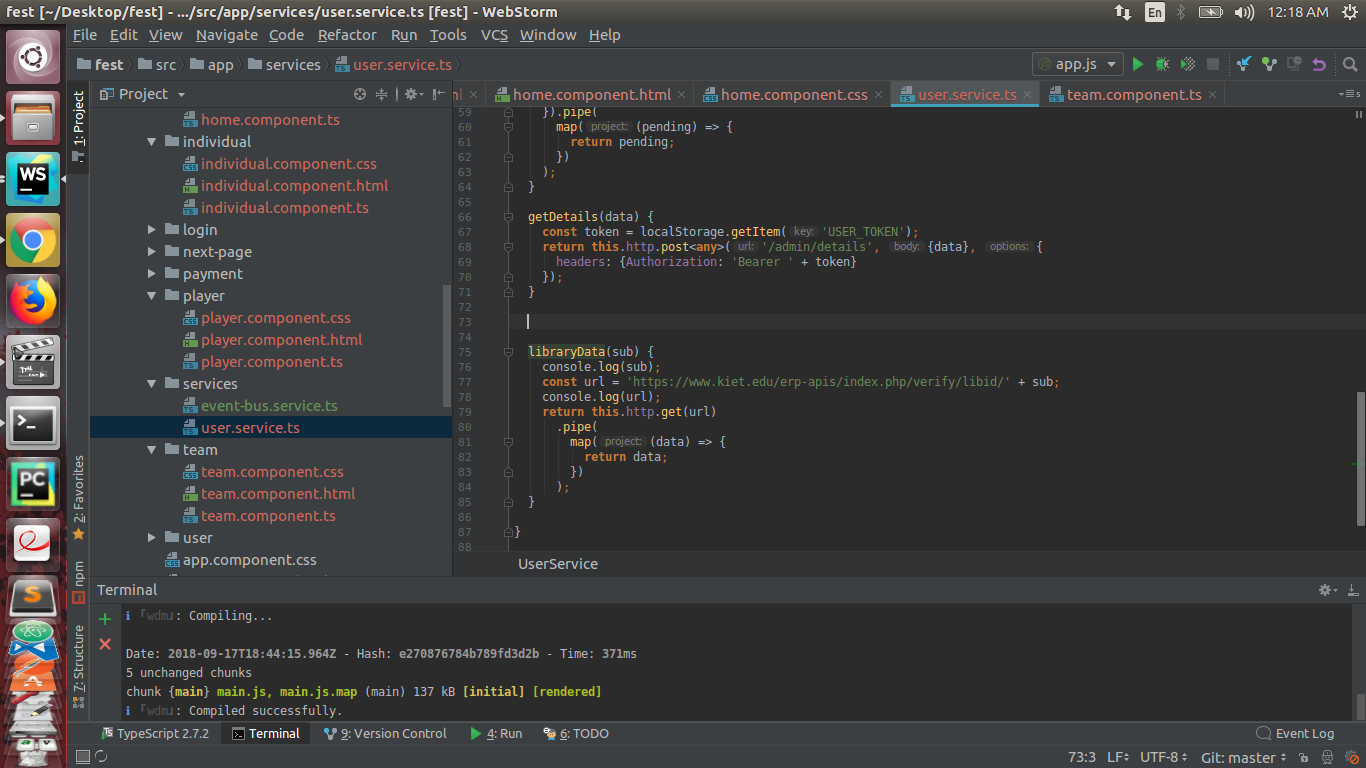 fest [~/Desktop/fest] - .../src/app/services/user.service.ts [fest] - WebStorm
En
12:18 AM
File Edit View Navigate Code Refactor Run Tools VCS Window Help
fest src app services user.service.ts
app.js
1: Project
Project
home.component.ts
individual
individual.component.css
individual.component.html
individual.component.ts
login
next-page
payment
player
player.component.css
player.component.html
player.component.ts
services
event-bus.service.ts
user.service.ts
team
team.component.css
team.component.html
team.component.ts
user
app.component.css
2: Favorites
npm
7: Structure
home.component.html home.component.css user.service.ts team.component.ts
59 }).pipe(
60 map( project: (pending) => {
61 return pending;
62 })
63 );
64 }
65
66 getDetails(data) {
67 const token = localStorage.getItem( key: 'USER_TOKEN');
68 return this.http.post<any>( url: '/admin/details', body: {data}, options: {
69 headers: {Authorization: 'Bearer ' + token}
70 });
71 }
72
73
74
75 libraryData(sub) {
76 console.log(sub);
77 const url = 'https://www.kiet.edu/erp-apis/index.php/verify/libid/' + sub;
78 console.log(url);
79 return this.http.get(url)
80 .pipe(
81 map( project: (data) => {
82 return data;
83 })
84 );
85 }
86
87 }
88
UserService
Terminal
i 「wdm」: Compiling...
Date: 2018-09-17T18:44:15.964Z - Hash: e270876784b789fd3d2b - Time: 371ms
5 unchanged chunks
chunk {main} main.js, main.js.map (main) 137 kB [initial] [rendered]
i 「wdm」: Compiled successfully.
TypeScript 2.7.2 Terminal 9: Version Control 4: Run 6: TODO Event Log
73:3 LF UTF-8 Git: master
WS
PC